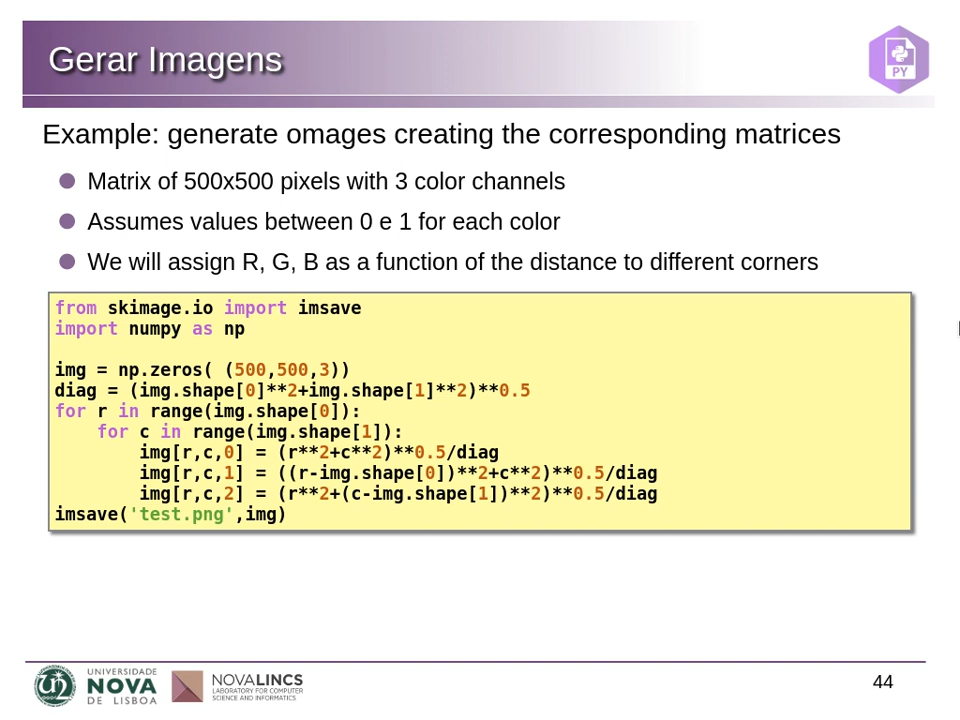 Gerar Imagens
PY
Example: generate omages creating the corresponding matrices
Matrix of 500x500 pixels with 3 color channels
Assumes values between 0 e 1 for each color
We will assign R, G, B as a function of the distance to different corners
from skimage.io import imsave
import numpy as np
img = np.zeros( (500,500,3))
diag = (img.shape[0]**2+img.shape[1]**2)**0.5
for r in range(img.shape[0]):
    for c in range(img.shape[1]):
        img[r,c,0] = (r**2+c**2)**0.5/diag
        img[r,c,1] = ((r-img.shape[0])**2+c**2)**0.5/diag
        img[r,c,2] = (r**2+(c-img.shape[1])**2)**0.5/diag
imsave('test.png',img)
UNIVERSIDADE
NOVA
DE LISBOA
NOVALINCS
LABORATORY FOR COMPUTER
SCIENCE AND INFORMATICS
44